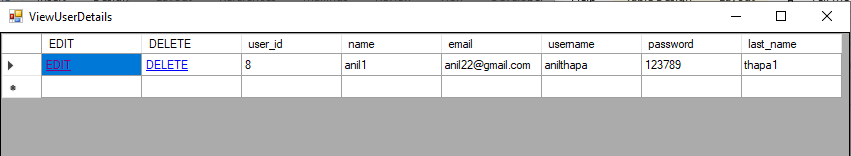 ViewUserDetails
EDIT DELETE user_id name email username password last_name
EDIT DELETE 8 anil1 anil22@gmail.com anilthapa 123789 thapa1